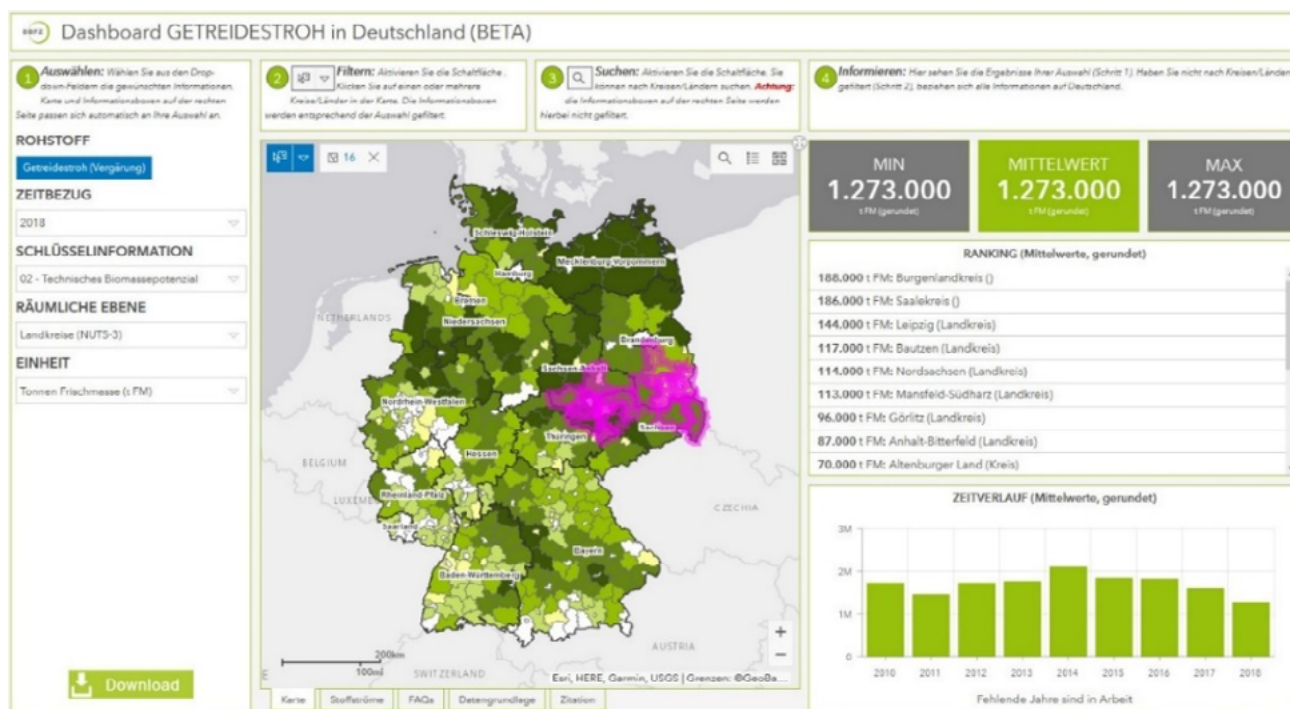 DBFZ Dashboard GETREIDESTROH in Deutschland (BETA)
1 Auswählen: Wählen Sie aus den Drop-
down-Feldern die gewünschten Informationen.
Karte und Informationsboxen auf der rechten
Seite passen sich automatisch an Ihre Auswahl an.
ROHSTOFF
Getreidestroh (Vergärung)
ZEITBEZUG
2018
SCHLÜSSELINFORMATION
02 - Technisches Biomassepotenzial
RÄUMLICHE EBENE
Landkreise (NUTS-3)
EINHEIT
Tonnen Frischmasse (t FM)
Download
2 Filtern: Aktivieren Sie die Schaltfläche.
Klicken Sie auf einen oder mehrere
Kreise/Länder in der Karte. Die Informationsboxen
werden entsprechend der Auswahl gefiltert.
3 Suchen: Aktivieren Sie die Schaltfläche. Sie
können nach Kreisen/Ländern suchen. Achtung:
die Informationsboxen auf der rechten Seite werden
hierbei nicht gefiltert.
16
Schleswig-Holstein
Mecklenburg-Vorpommern
Hamburg
Bremen
NETHERLANDS
Niedersachsen
Brandenburg
Sachsen-Anhalt
Nordrhein-Westfalen
Sachsen
Thüringen
Hessen
BELGIUM
Rheinland-Pfalz
Saarland
CZECHIA
Bayern
Baden-Württemberg
AUSTRIA
SWITZERLAND
200km
100mi
Esri, HERE, Garmin, USGS | Grenzen: ©GeoBa...
Karte Stoffströme FAQs Datengrundlage Zitation
4 Informieren: Hier sehen Sie die Ergebnisse Ihrer Auswahl (Schritt 1). Haben Sie nicht nach Kreisen/Ländern
gefiltert (Schritt 2), beziehen sich alle Informationen auf Deutschland.
MIN
1.273.000
t FM (gerundet)
MITTELWERT
1.273.000
t FM (gerundet)
MAX
1.273.000
t FM (gerundet)
RANKING (Mittelwerte, gerundet)
188.000 t FM: Burgenlandkreis ()
186.000 t FM: Saalekreis ()
144.000 t FM: Leipzig (Landkreis)
117.000 t FM: Bautzen (Landkreis)
114.000 t FM: Nordsachsen (Landkreis)
113.000 t FM: Mansfeld-Südharz (Landkreis)
96.000 t FM: Görlitz (Landkreis)
87.000 t FM: Anhalt-Bitterfeld (Landkreis)
70.000 t FM: Altenburger Land (Kreis)
ZEITVERLAUF (Mittelwerte, gerundet)
3M
2M
1M
0
2010 2011 2012 2013 2014 2015 2016 2017 2018
Fehlende Jahre sind in Arbeit